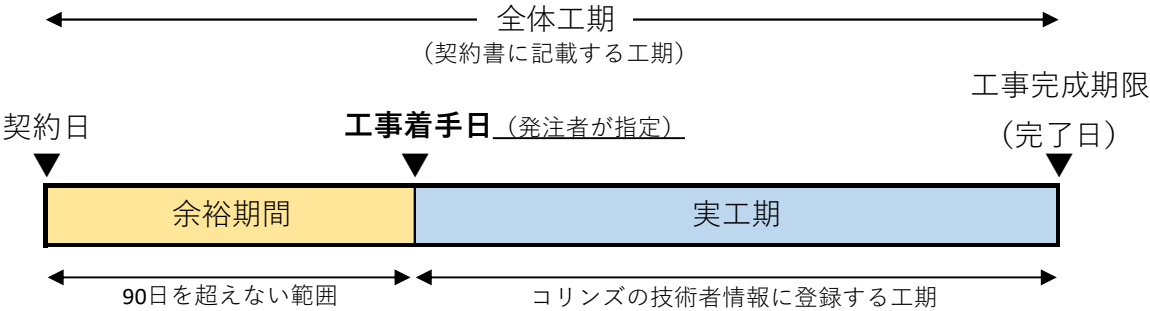 全体工期
（契約書に記載する工期）
工事完成期限
（完了日）
契約日
工事着手日（発注者が指定）
余裕期間
実工期
90日を超えない範囲
コリンズの技術者情報に登録する工期